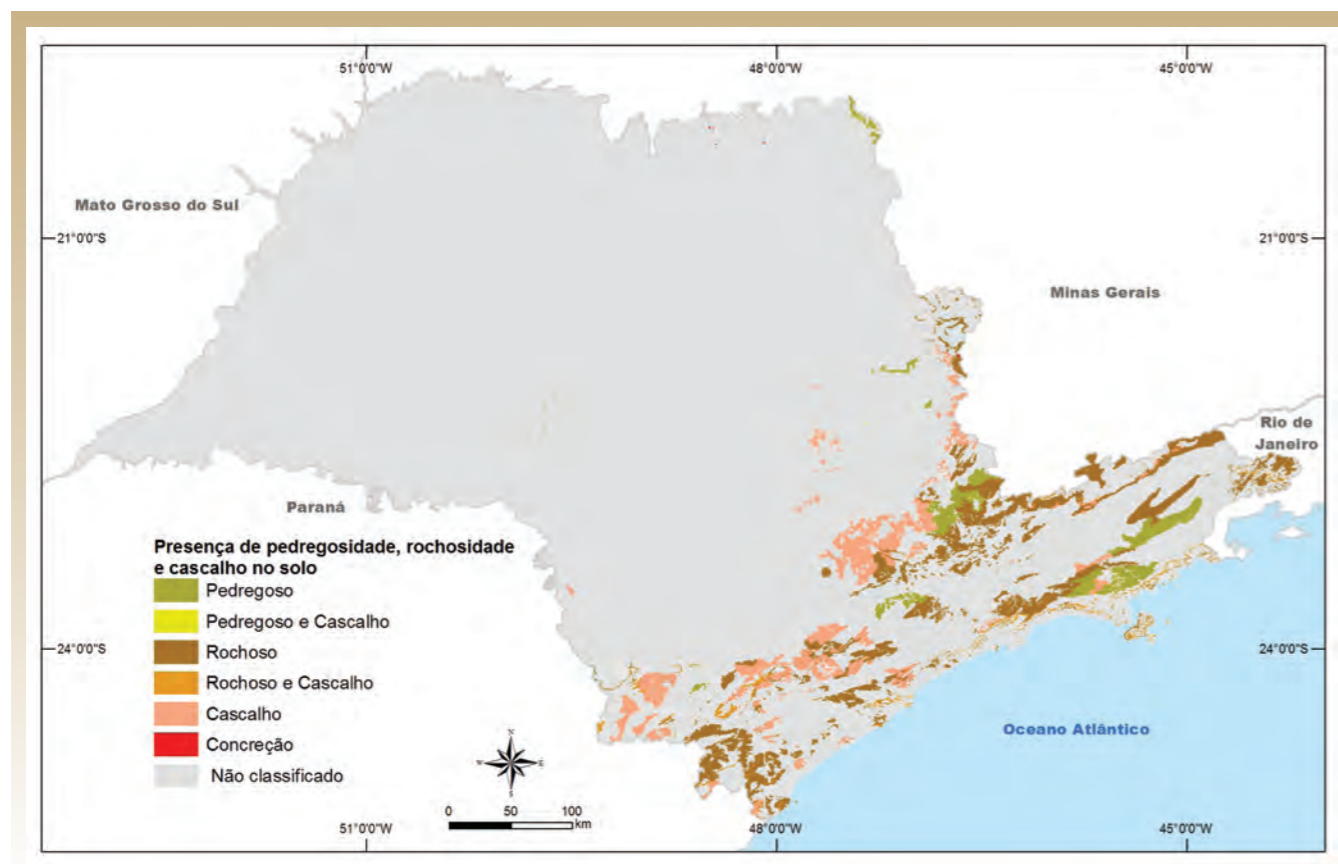 51°0'0"W
48°0'0"W
45°0'0"W
Mato Grosso do Sul
21°0'0"S
21°0'0"S
Minas Gerais
Rio de
Janeiro
Paraná
Presença de pedregosidade, rochosidade
e cascalho no solo
Pedregoso
Pedregoso e Cascalho
Rochoso
Rochoso e Cascalho
Cascalho
Concreção
Não classificado
24°0'0"S
24°0'0"S
Oceano Atlântico
N
W
E
S
0 50 100
km
51°0'0"W
48°0'0"W
45°0'0"W